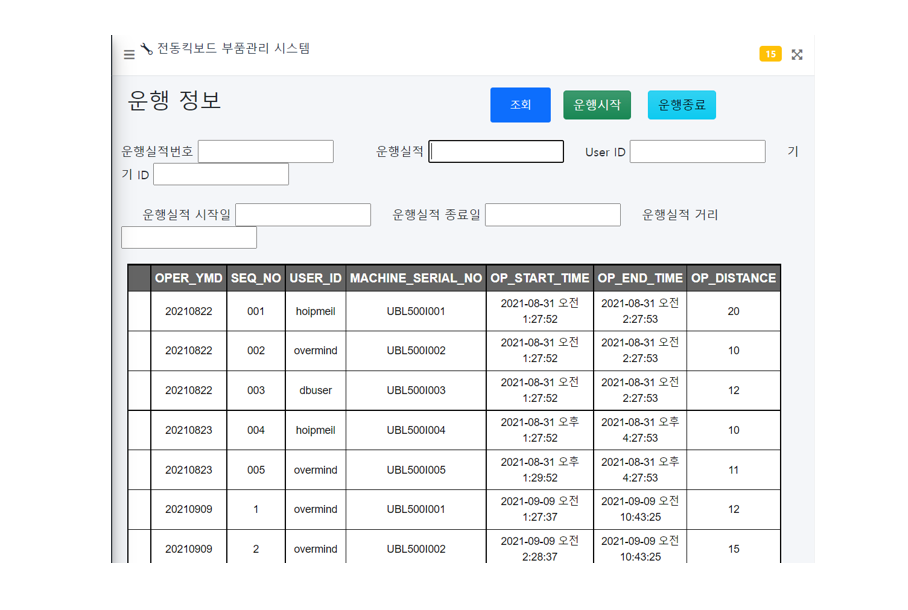 전동킥보드 부품관리 시스템
15
운행 정보
조회 운행시작 운행종료
운행실적번호 운행실적 User ID 기
기 ID
운행실적 시작일 운행실적 종료일 운행실적 거리
OPER_YMD SEQ_NO USER_ID MACHINE_SERIAL_NO OP_START_TIME OP_END_TIME OP_DISTANCE
20210822 001 hoipmeil UBL500I001 2021-08-31 오전 1:27:52 2021-08-31 오전 2:27:53 20
20210822 002 overmind UBL500I002 2021-08-31 오전 1:27:52 2021-08-31 오전 2:27:53 10
20210822 003 dbuser UBL500I003 2021-08-31 오전 1:27:52 2021-08-31 오전 2:27:53 12
20210823 004 hoipmeil UBL500I004 2021-08-31 오후 1:27:52 2021-08-31 오후 4:27:53 10
20210823 005 overmind UBL500I005 2021-08-31 오후 1:29:52 2021-08-31 오후 4:27:53 11
20210909 1 overmind UBL500I001 2021-09-09 오전 1:27:37 2021-09-09 오전 10:43:25 12
20210909 2 overmind UBL500I002 2021-09-09 오전 2:28:37 2021-09-09 오전 10:43:25 15